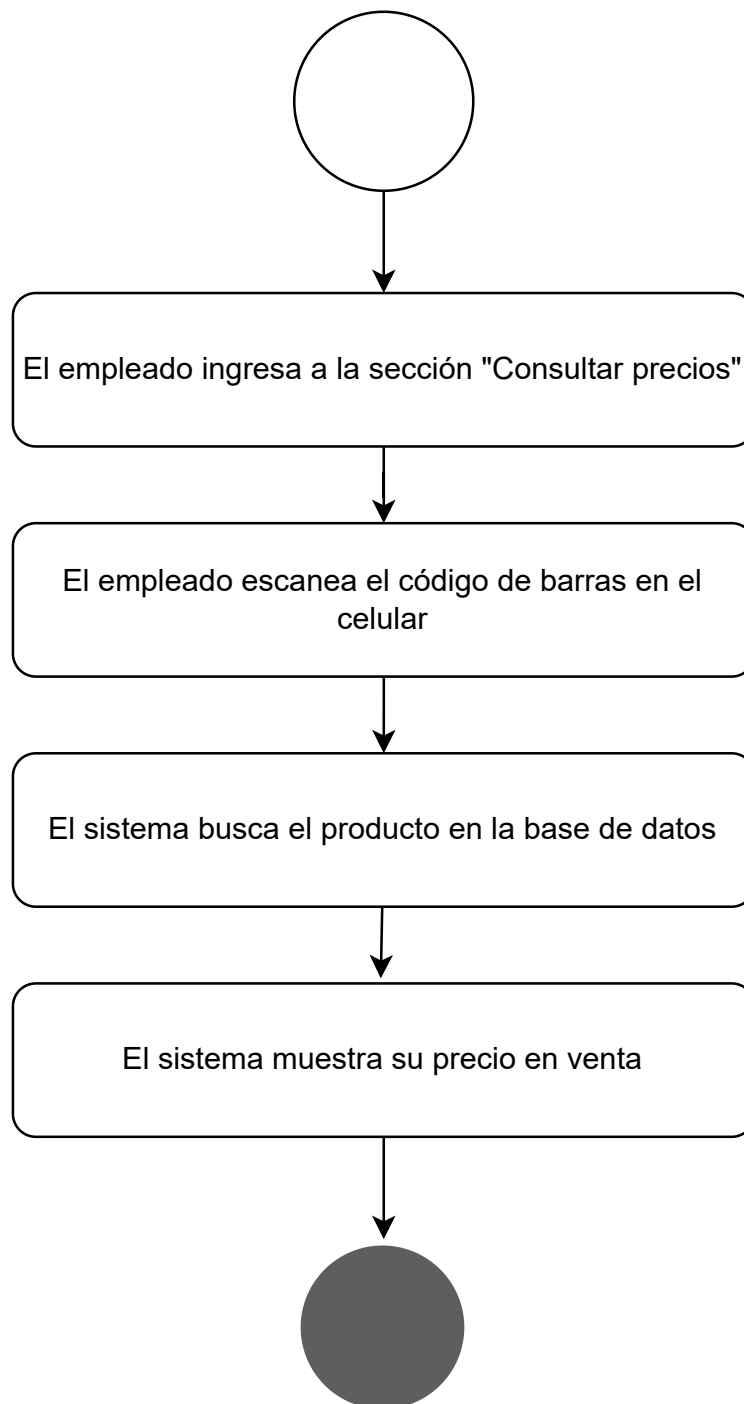 El empleado ingresa a la sección "Consultar precios"
El empleado escanea el código de barras en el
celular
El sistema busca el producto en la base de datos
El sistema muestra su precio en venta